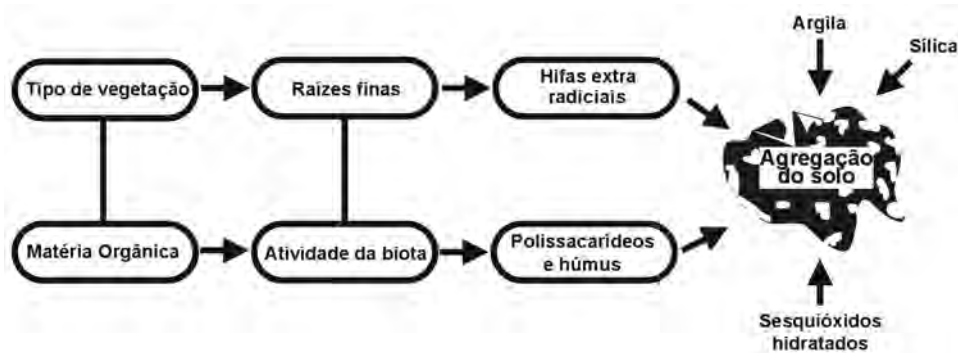 Argila
Sílica
Tipo de vegetação
Raízes finas
Hifas extra
radiciais
Agregação
do solo
Matéria Orgânica
Atividade da biota
Polissacarídeos
e húmus
Sesquióxidos
hidratados